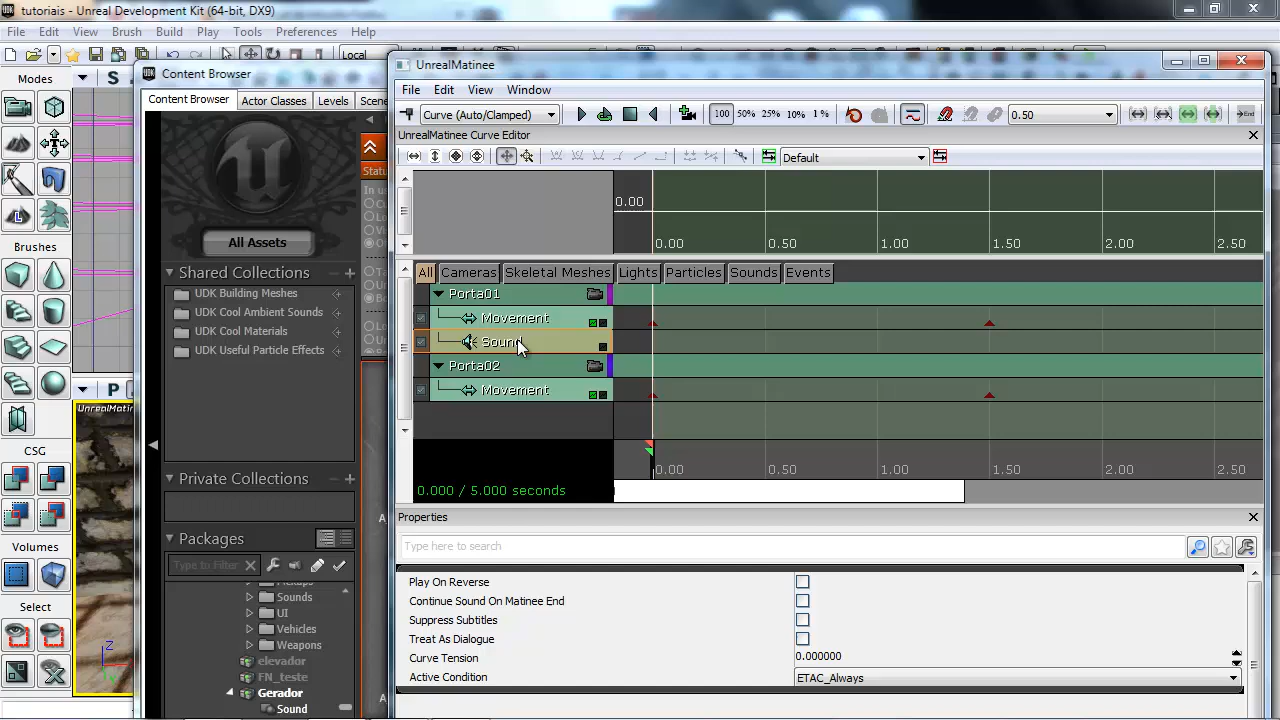 tutoriais - Unreal Development Kit (64-bit, DX9)
File Edit View Brush Build Play Tools Preferences Help
Local
Modes
S
Brushes
P
CSG
Volumes
Select
UnrealMatin
Z
Content Browser
Content Browser Actor Classes Levels Scene
All Assets
Shared Collections
UDK Building Meshes
UDK Cool Ambient Sounds
UDK Cool Materials
UDK Useful Particle Effects
Private Collections
Packages
Type to Filter
Sounds
UI
Vehicles
Weapons
elevador
FN_teste
Gerador
Sound
Statu
In us
UnrealMatinee
File Edit View Window
Curve (Auto/Clamped) 100 50% 25% 10% 1% 0.50
UnrealMatinee Curve Editor
Default
0.00
0.00 0.50 1.00 1.50 2.00 2.50
All Cameras Skeletal Meshes Lights Particles Sounds Events
Porta01
Movement
Sound
Porta02
Movement
0.00 0.50 1.00 1.50 2.00 2.50
0.000 / 5.000 seconds
Properties
Type here to search
Play On Reverse
Continue Sound On Matinee End
Suppress Subtitles
Treat As Dialogue
Curve Tension 0.000000
Active Condition ETAC_Always